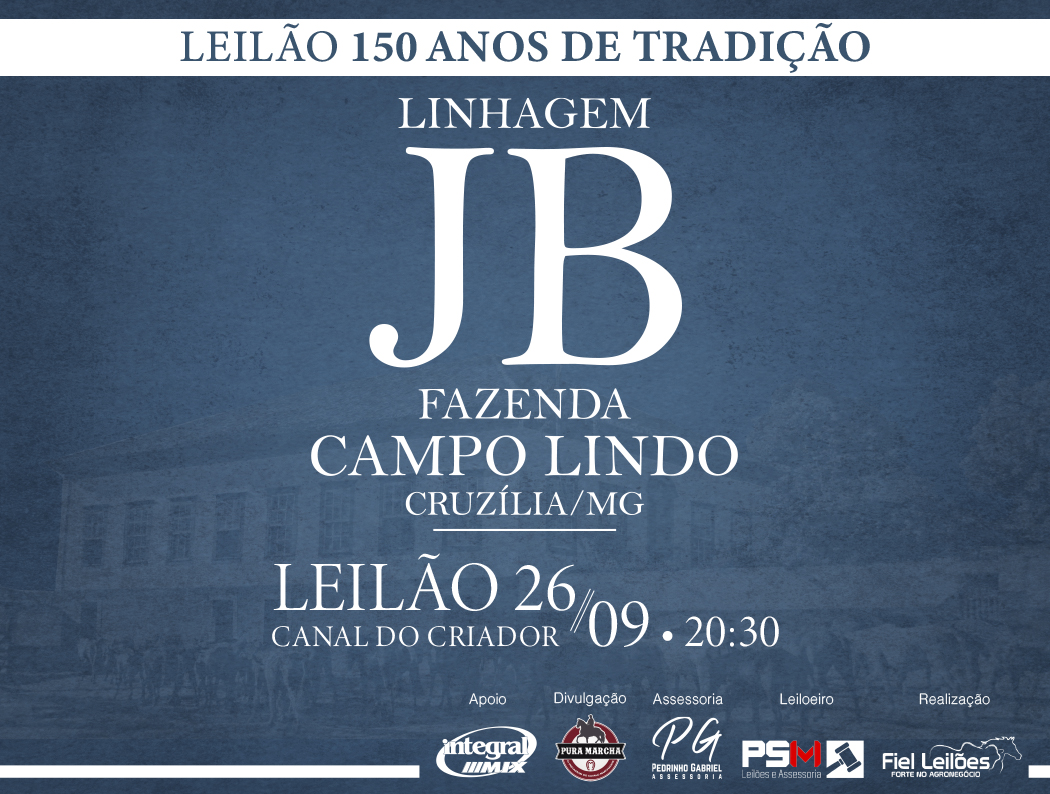 LEILÃO 150 ANOS DE TRADIÇÃO
LINHAGEM
JB
FAZENDA
CAMPO LINDO
CRUZÍLIA/MG
LEILÃO 26//09 • 20:30
CANAL DO CRIADOR
Apoio
integral
MIX
Divulgação
PURA MARCHA
Assessoria
PG
PEDRINHO GABRIEL
ASSESSORIA
Leiloeiro
PSM
Leilões e Assessoria
Realização
Fiel Leilões
FORTE NO AGRONEGÓCIO